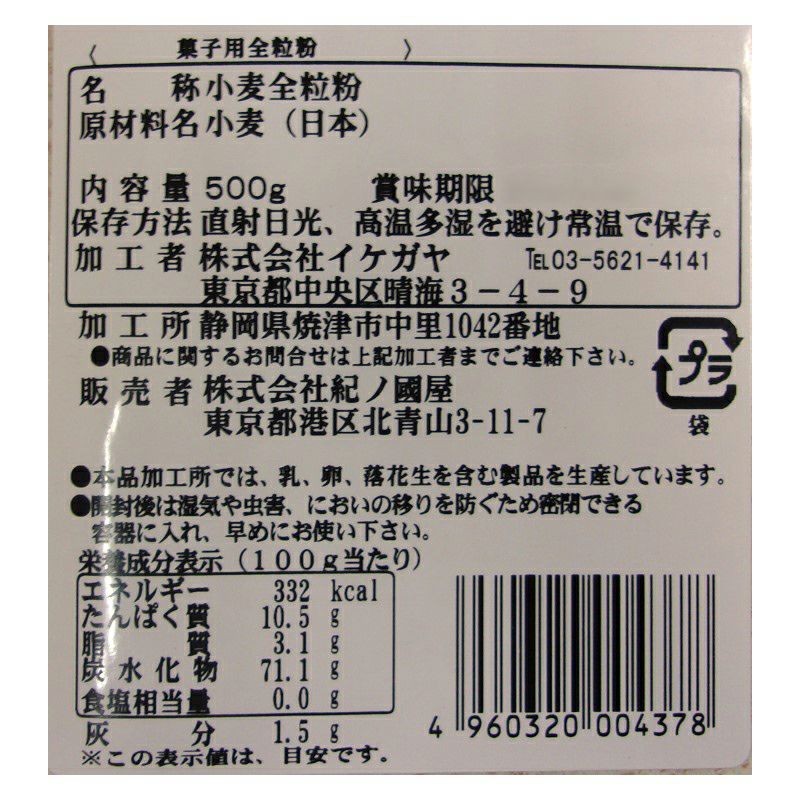 〈 菓子用全粒粉 〉
名 称 小麦全粒粉
原材料名 小麦（日本）
内容量 500g 賞味期限
保存方法 直射日光、高温多湿を避け常温で保存。
加工者 株式会社イケガヤ TEL03-5621-4141
東京都中央区晴海3-4-9
加工所 静岡県焼津市中里1042番地
●商品に関するお問合せは上記加工者までご連絡下さい。
販売者 株式会社紀ノ國屋
東京都港区北青山3-11-7
プラ
袋
●本品加工所では、乳、卵、落花生を含む製品を生産しています。
●開封後は湿気や虫害、においの移りを防ぐため密閉できる
容器に入れ、早めにお使い下さい。
栄養成分表示（100g当たり）
エネルギー 332 kcal
たんぱく質 10.5 g
脂質 3.1 g
炭水化物 71.1 g
食塩相当量 0.0 g
灰分 1.5 g
※この表示値は、目安です。
4 960320 004378